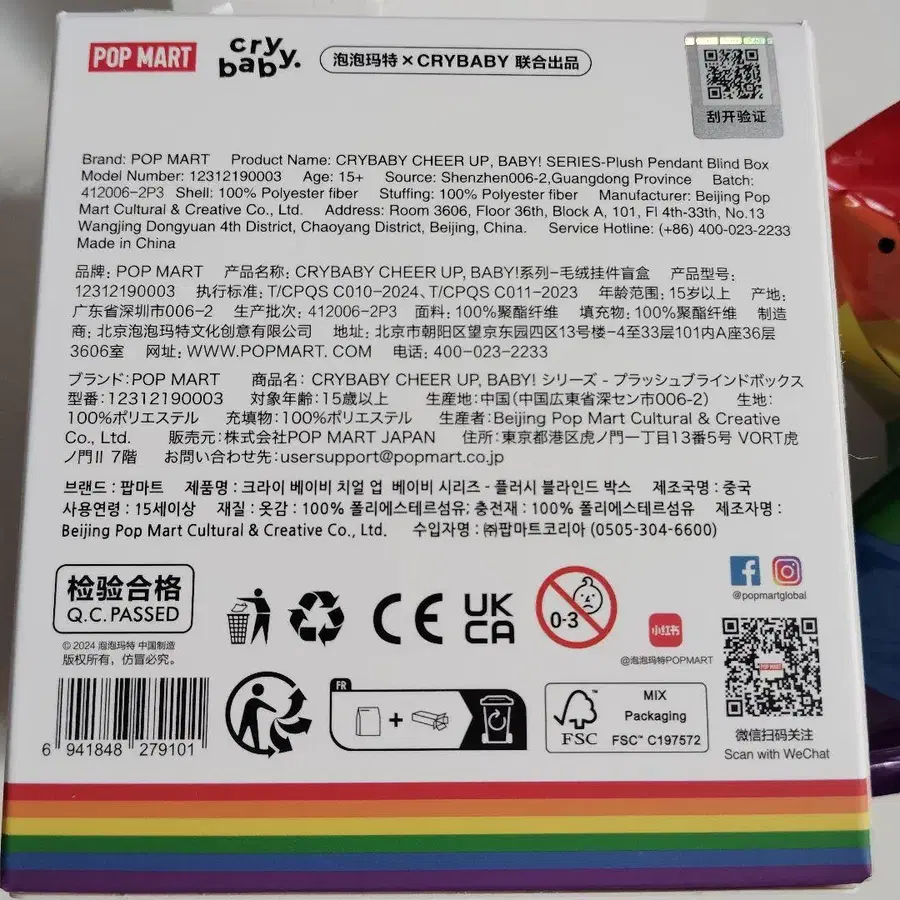 POP MART
cry baby.
泡泡玛特×CRYBABY 联合出品
刮开验证
Brand: POP MART Product Name: CRYBABY CHEER UP, BABY! SERIES-Plush Pendant Blind Box
Model Number: 12312190003 Age: 15+ Source: Shenzhen006-2,Guangdong Province Batch:
412006-2P3 Shell: 100% Polyester fiber Stuffing: 100% Polyester fiber Manufacturer: Beijing Pop
Mart Cultural & Creative Co., Ltd. Address: Room 3606, Floor 36th, Block A, 101, Fl 4th-33th, No.13
Wangjing Dongyuan 4th District, Chaoyang District, Beijing, China. Service Hotline: (+86) 400-023-2233
Made in China
品牌: POP MART 产品名称: CRYBABY CHEER UP, BABY!系列-毛绒挂件盲盒 产品型号:
12312190003 执行标准: T/CPQS C010-2024、T/CPQS C011-2023 年龄范围: 15岁以上 产地:
广东省深圳市006-2 生产批次: 412006-2P3 面料: 100%聚酯纤维 填充物: 100%聚酯纤维 制造
商: 北京泡泡玛特文化创意有限公司 地址: 北京市朝阳区望京东园四区13号楼-4至33层101内A座36层
3606室 网址: WWW.POPMART. COM 电话: 400-023-2233
ブランド:POP MART 商品名: CRYBABY CHEER UP, BABY! シリーズ - プラッシュブラインドボックス
型番:12312190003 対象年齢:15歳以上 生産地:中国(中国広東省深セン市006-2) 生地:
100%ポリエステル 充填物:100%ポリエステル 生産者:Beijing Pop Mart Cultural & Creative
Co., Ltd. 販売元:株式会社POP MART JAPAN 住所:東京都港区虎ノ門一丁目13番5号 VORT虎
ノ門II 7階 お問い合わせ先:usersupport@popmart.co.jp
브랜드 : 팝마트 제품명 : 크라이 베이비 치얼 업 베이비 시리즈 - 플러시 블라인드 박스 제조국명 : 중국
사용연령 : 15세이상 재질 : 옷감 : 100% 폴리에스테르섬유; 충전재 : 100% 폴리에스테르섬유 제조자명 :
Beijing Pop Mart Cultural & Creative Co., Ltd. 수입자명 : ㈜팝마트코리아 (0505-304-6600)
检验合格
Q.C.PASSED
© 2024 泡泡玛特 中国制造
版权所有，仿冒必究。
CE
UK
CA
0-3
小红书
@泡泡玛特POPMART
@popmartglobal
POP MART
微信扫码关注
Scan with WeChat
6 941848 279101
FR
+
FSC
MIX
Packaging
FSC™ C197572